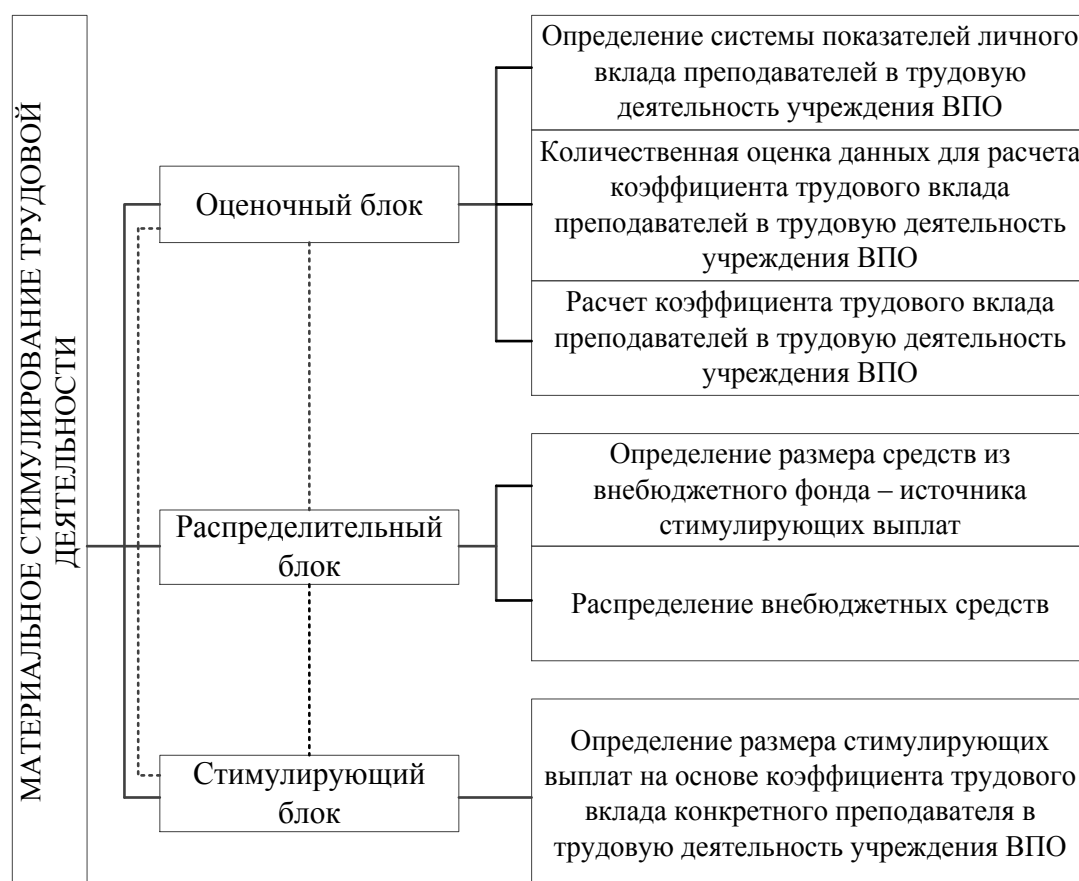 МАТЕРИАЛЬНОЕ СТИМУЛИРОВАНИЕ ТРУДОВОЙ
ДЕЯТЕЛЬНОСТИ
Оценочный блок
Определение системы показателей личного
вклада преподавателей в трудовую
деятельность учреждения ВПО
Количественная оценка данных для расчета
коэффициента трудового вклада
преподавателей в трудовую деятельность
учреждения ВПО
Расчет коэффициента трудового вклада
преподавателей в трудовую деятельность
учреждения ВПО
Распределительный
блок
Определение размера средств из
внебюджетного фонда – источника
стимулирующих выплат
Распределение внебюджетных средств
Стимулирующий
блок
Определение размера стимулирующих
выплат на основе коэффициента трудового
вклада конкретного преподавателя в
трудовую деятельность учреждения ВПО